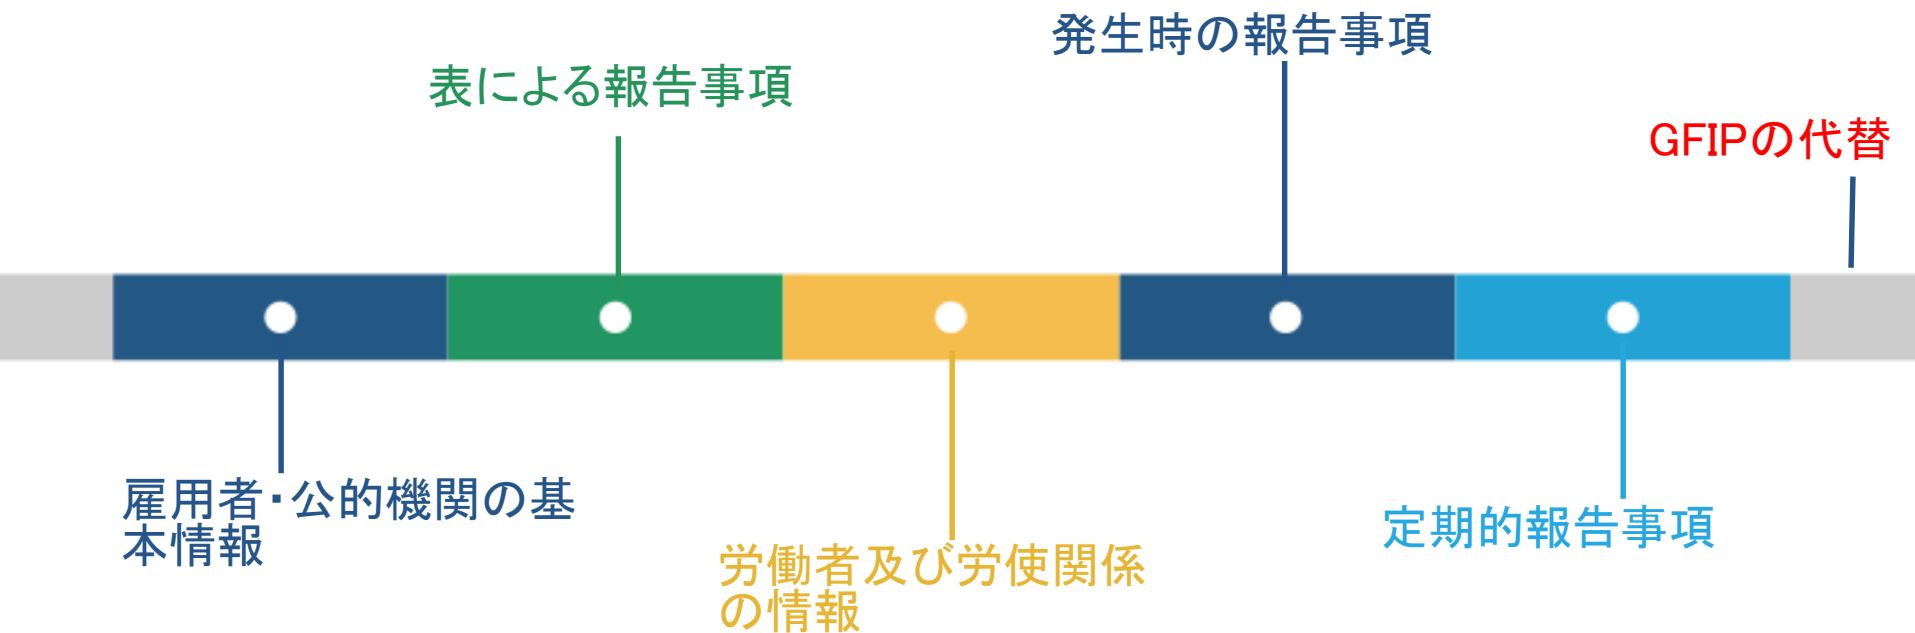 発生時の報告事項
表による報告事項
GFIPの代替
雇用者・公的機関の基
本情報
定期的報告事項
労働者及び労使関係
の情報